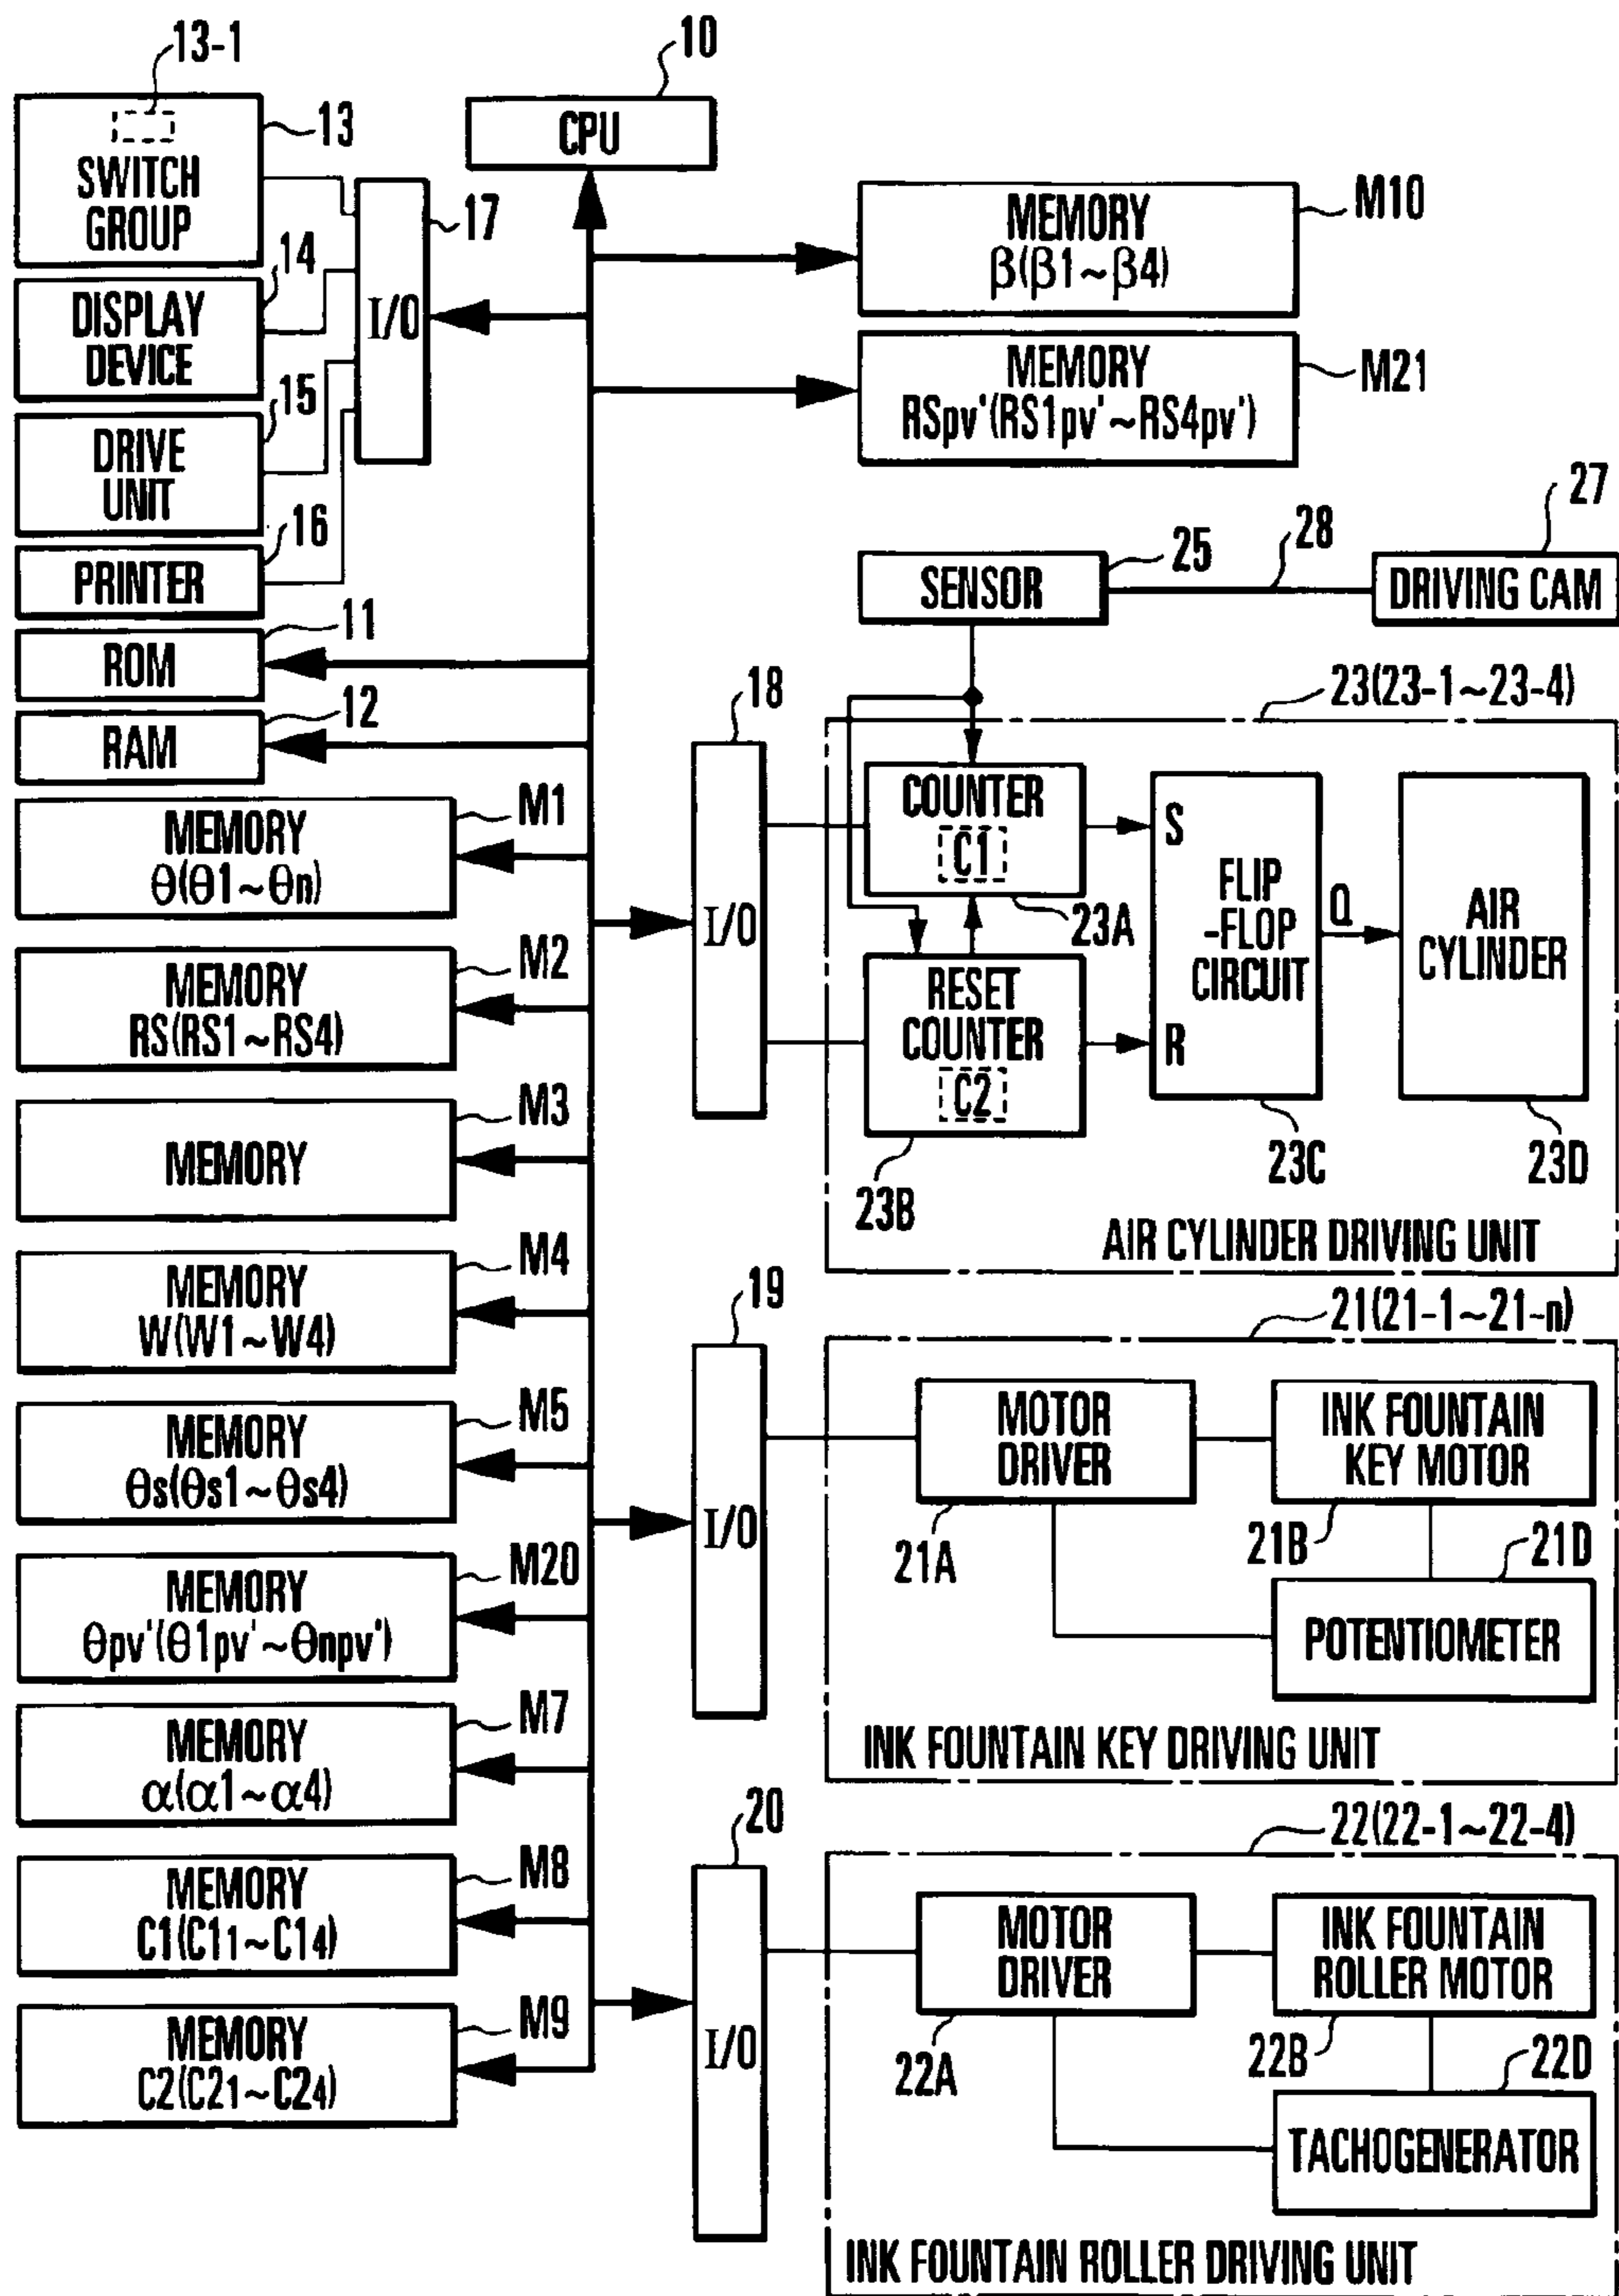 13-1
10
CPU
13
SWITCH
GROUP
17
I/O
14
DISPLAY
DEVICE
15
DRIVE
UNIT
16
PRINTER
11
ROM
12
RAM
M1
MEMORY
θ(θ1~θn)
M2
MEMORY
RS(RS1~RS4)
M3
MEMORY
M4
MEMORY
W(W1~W4)
M5
MEMORY
θs(θs1~θs4)
M20
MEMORY
θpv'(θ1pv'~θnpv')
M7
MEMORY
α(α1~α4)
M8
MEMORY
C1(C11~C14)
M9
MEMORY
C2(C21~C24)
M10
MEMORY
β(β1~β4)
M21
MEMORY
RSpv'(RS1pv'~RS4pv')
25
SENSOR
28
27
DRIVING CAM
18
I/O
23(23-1~23-4)
COUNTER
C1
23A
RESET
COUNTER
C2
23B
S
FLIP
-FLOP
CIRCUIT
R
23C
Q
AIR
CYLINDER
23D
AIR CYLINDER DRIVING UNIT
19
I/O
21(21-1~21-n)
MOTOR
DRIVER
21A
INK FOUNTAIN
KEY MOTOR
21B
21D
POTENTIOMETER
INK FOUNTAIN KEY DRIVING UNIT
20
I/O
22(22-1~22-4)
MOTOR
DRIVER
22A
INK FOUNTAIN
ROLLER MOTOR
22B
22D
TACHOGENERATOR
INK FOUNTAIN ROLLER DRIVING UNIT